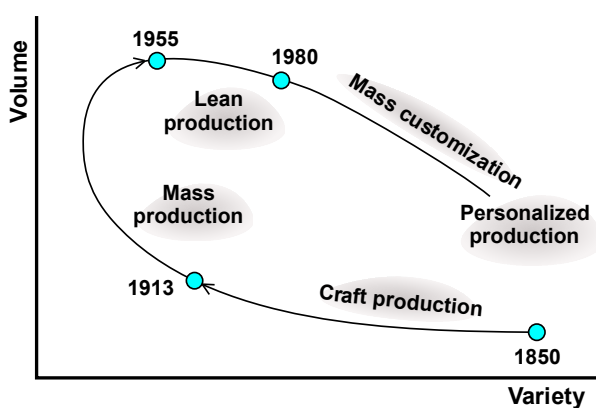 1955
1980
Volume
Lean
production
Mass customization
Mass
production
Personalized
production
1913
Craft production
1850
Variety